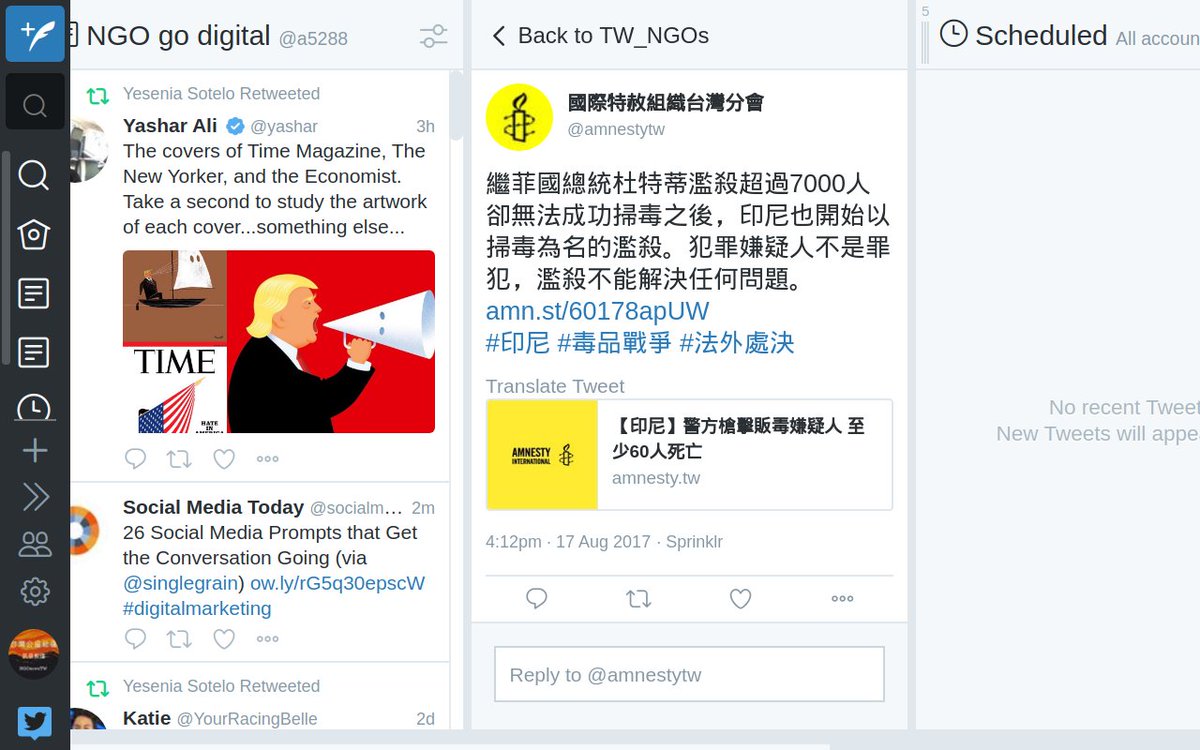 NGO go digital @a5288
Yesenia Sotelo Retweeted
Yashar Ali @yashar 3h
The covers of Time Magazine, The
New Yorker, and the Economist.
Take a second to study the artwork
of each cover...something else...
TIME
HATE IN
AMERICA
Social Media Today @socialm... 2m
26 Social Media Prompts that Get
the Conversation Going (via
@singlegrain) ow.ly/rG5q30epscW
#digitalmarketing
Yesenia Sotelo Retweeted
Katie @YourRacingBelle 2d
Back to TW_NGOs
國際特赦組織台灣分會
@amnestytw
繼菲國總統杜特蒂濫殺超過7000人
卻無法成功掃毒之後，印尼也開始以
掃毒為名的濫殺。犯罪嫌疑人不是罪
犯，濫殺不能解決任何問題。
amn.st/60178apUW
#印尼 #毒品戰爭 #法外處決
Translate Tweet
AMNESTY
INTERNATIONAL
【印尼】警方槍擊販毒嫌疑人 至
少60人死亡
amnesty.tw
4:12pm · 17 Aug 2017 · Sprinklr
Reply to @amnestytw
5
Scheduled All accoun
No recent Tweet
New Tweets will appe